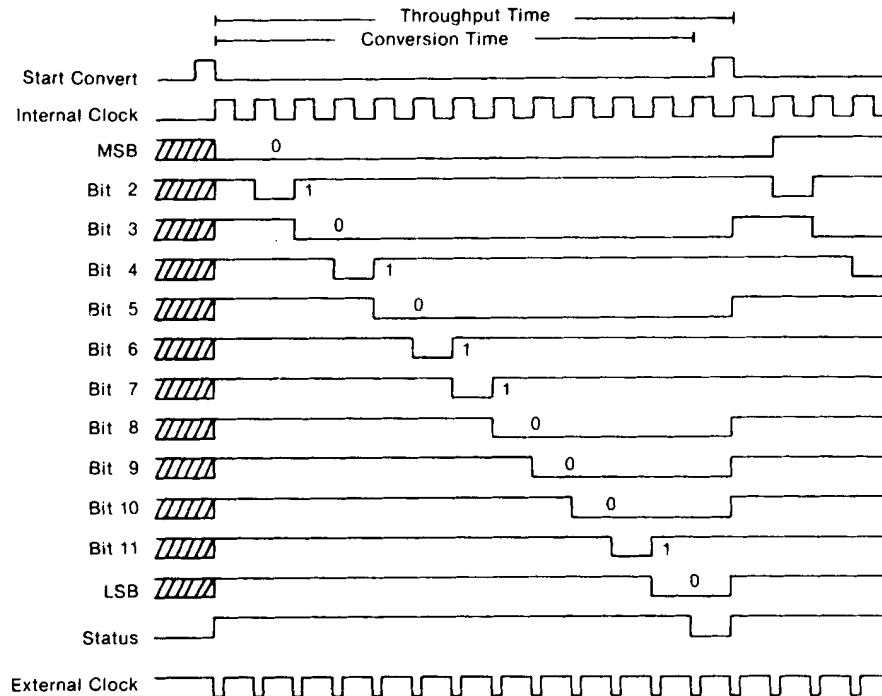 Throughput Time
Conversion Time
Start Convert
Internal Clock
MSB 0
Bit 2 1
Bit 3 0
Bit 4 1
Bit 5 0
Bit 6 1
Bit 7 1
Bit 8 0
Bit 9 0
Bit 10 0
Bit 11 1
LSB 0
Status
External Clock